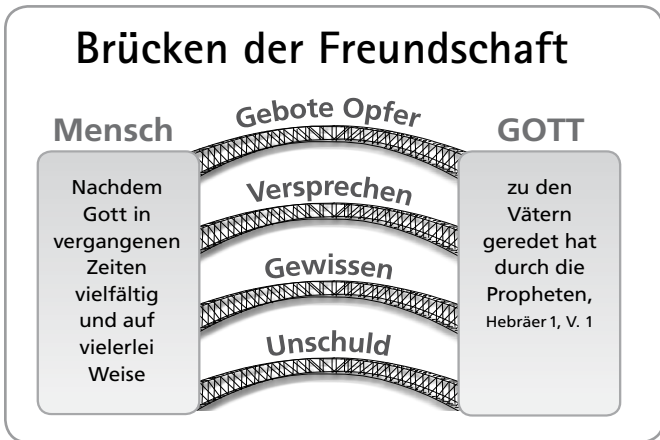 Brücken der Freundschaft
Mensch
Nachdem
Gott in
vergangenen
Zeiten
vielfältig
und auf
vielerlei
Weise
Gebote Opfer
Versprechen
Gewissen
Unschuld
GOTT
zu den
Vätern
geredet hat
durch die
Propheten,
Hebräer 1, V. 1